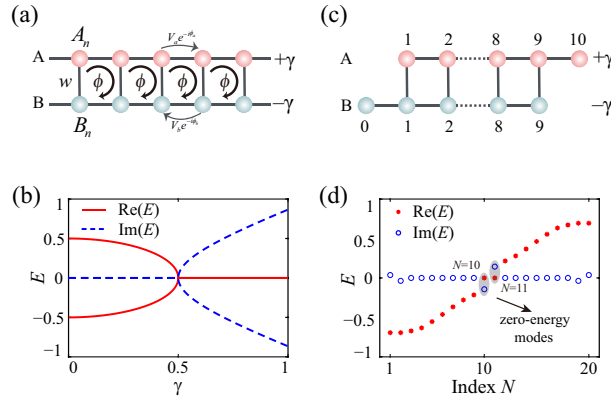 (a)
A_n
V_a e^{-iϕ_a}
A
+γ
w
ϕ ϕ ϕ ϕ
B
−γ
V_b e^{-iϕ_b}
B_n
(c)
1 2 8 9 10
A
+γ
B
−γ
0 1 2 8 9
(b)
1
0.5
0
−0.5
−1
E
Re(E)
Im(E)
0 0.5 1
γ
(d)
1
0.5
0
−0.5
−1
E
Re(E)
Im(E)
N=10
N=11
zero-energy
modes
1 10 20
Index N